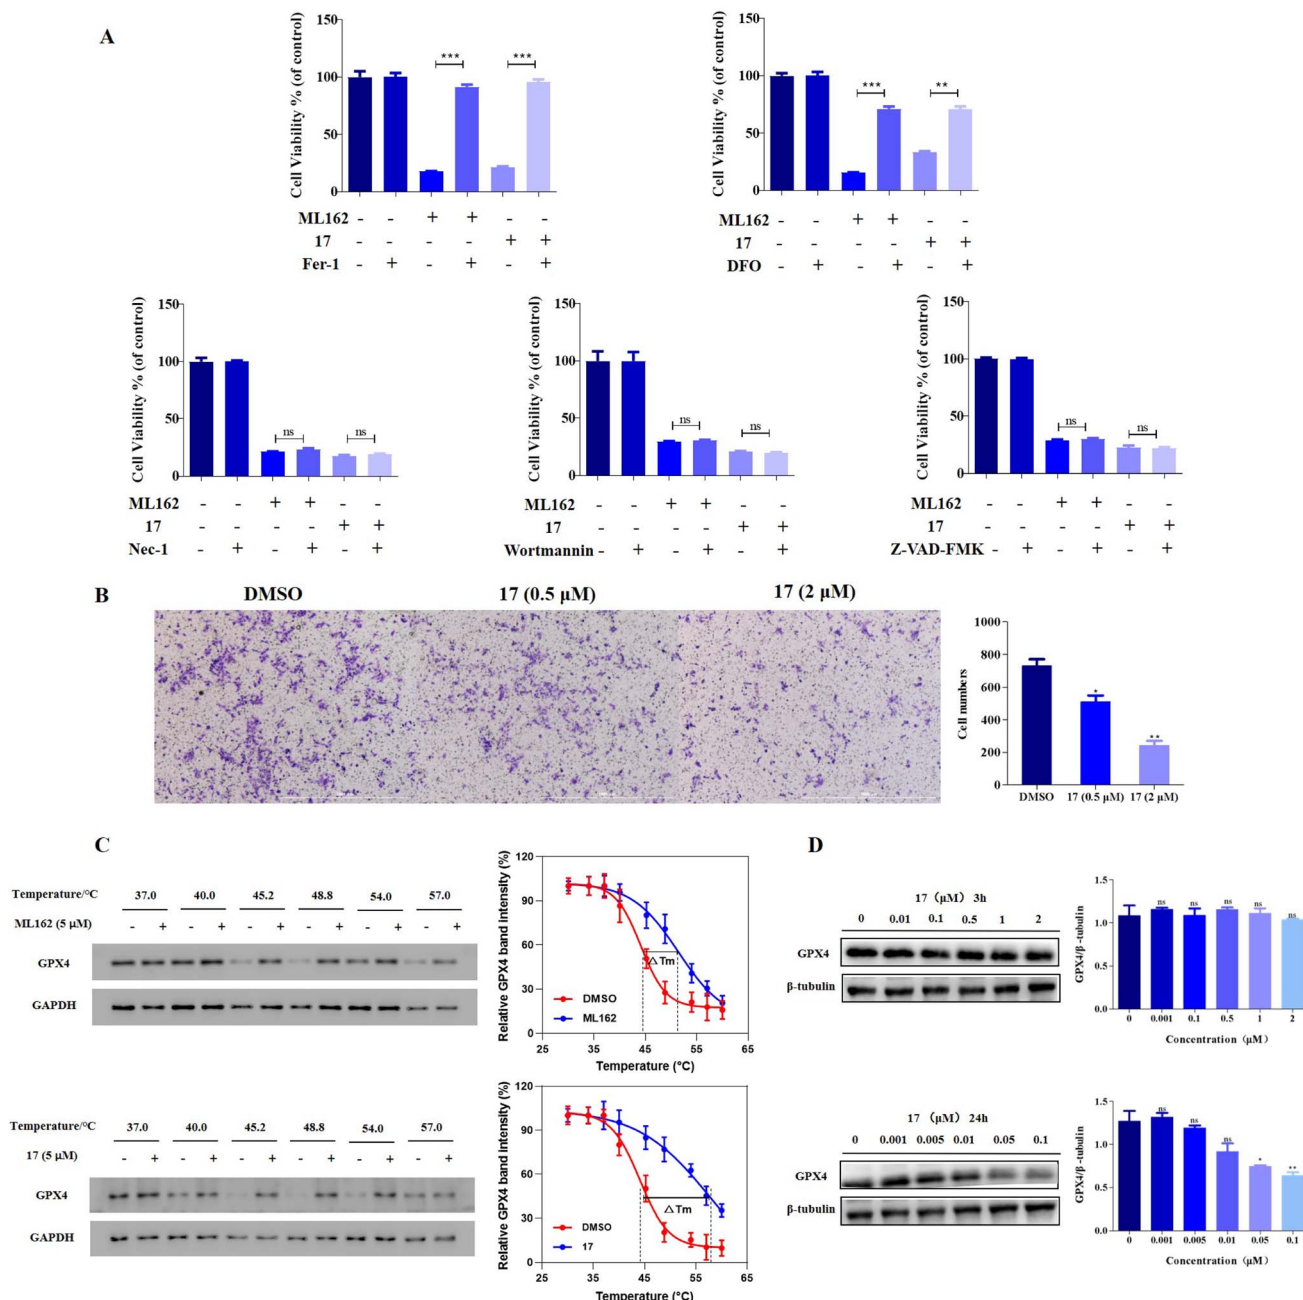 A
Cell Viability % (of control)
150
100
50
0
*** ***
ML162 - - + + - -
17 - - - - + +
Fer-1 - + - + - +
Cell Viability % (of control)
150
100
50
0
*** **
ML162 - - + + - -
17 - - - - + +
DFO - + - + - +
Cell Viability % (of control)
150
100
50
0
ns ns
ML162 - - + + - -
17 - - - - + +
Nec-1 - + - + - +
Cell Viability % (of control)
150
100
50
0
ns ns
ML162 - - + + - -
17 - - - - + +
Wortmannin - + - + - +
Cell Viability % (of control)
150
100
50
0
ns ns
ML162 - - + + - -
17 - - - - + +
Z-VAD-FMK - + - + - +
B
DMSO 17 (0.5 μM) 17 (2 μM)
Cell numbers
800
600
400
200
0
* **
DMSO 17 (0.5 μM) 17 (2 μM)
C
Temperature/°C 37.0 40.0 45.2 48.8 54.0 57.0
ML162 (5 μM) - + - + - + - + - + - +
GPX4
GAPDH
Relative GPX4 band intensity (%)
120
90
60
30
0
△Tm
DMSO
ML162
25 35 45 55 65
Temperature (°C)
Temperature/°C 37.0 40.0 45.2 48.8 54.0 57.0
17 (5 μM) - + - + - + - + - + - +
GPX4
GAPDH
Relative GPX4 band intensity (%)
120
90
60
30
0
△Tm
DMSO
17
25 35 45 55 65
Temperature (°C)
D
17 （μM） 3h
0 0.01 0.1 0.5 1 2
GPX4
β-tubulin
GPX4/β-tubulin
1.5
1.0
0.5
0.0
ns ns ns ns ns
0 0.001 0.1 0.5 1 2
Concentration（μM）
17 （μM） 24h
0 0.001 0.005 0.01 0.05 0.1
GPX4
β-tubulin
GPX4/β-tubulin
1.5
1.0
0.5
0.0
ns ns ns * **
0 0.001 0.005 0.01 0.05 0.1
Concentration（μM）